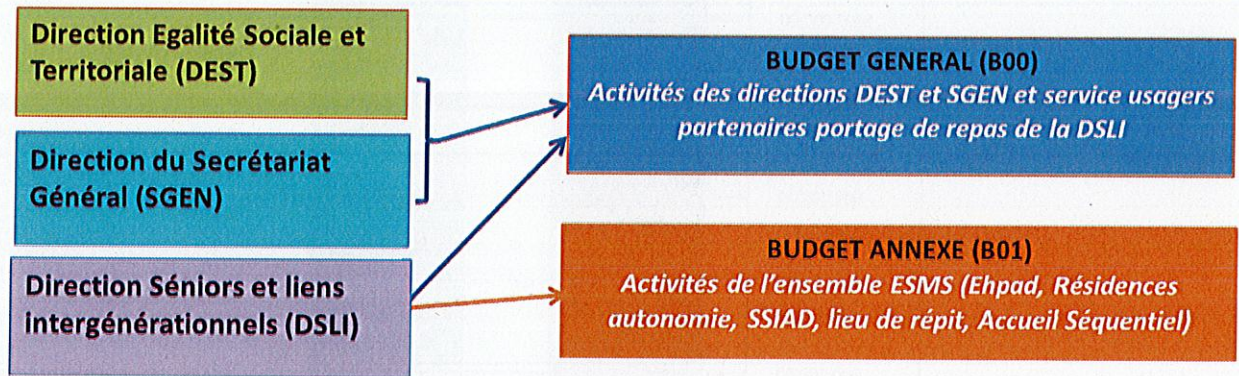 Direction Egalité Sociale et
Territoriale (DEST)
Direction du Secrétariat
Général (SGEN)
Direction Séniors et liens
intergénérationnels (DSLI)
BUDGET GENERAL (B00)
Activités des directions DEST et SGEN et service usagers
partenaires portage de repas de la DSLI
BUDGET ANNEXE (B01)
Activités de l'ensemble ESMS (Ehpad, Résidences
autonomie, SSIAD, lieu de répit, Accueil Séquentiel)